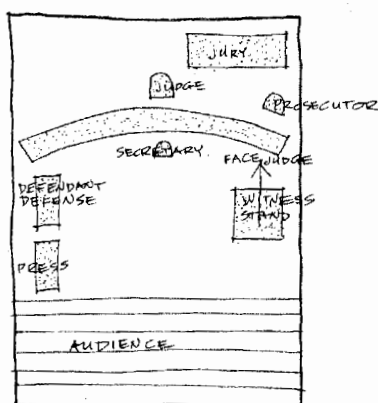 JURY
JUDGE
PROSECUTOR
SECRETARY
FACE JUDGE
DEFENDANT
DEFENSE
WITNESS
STAND
PRESS
AUDIENCE